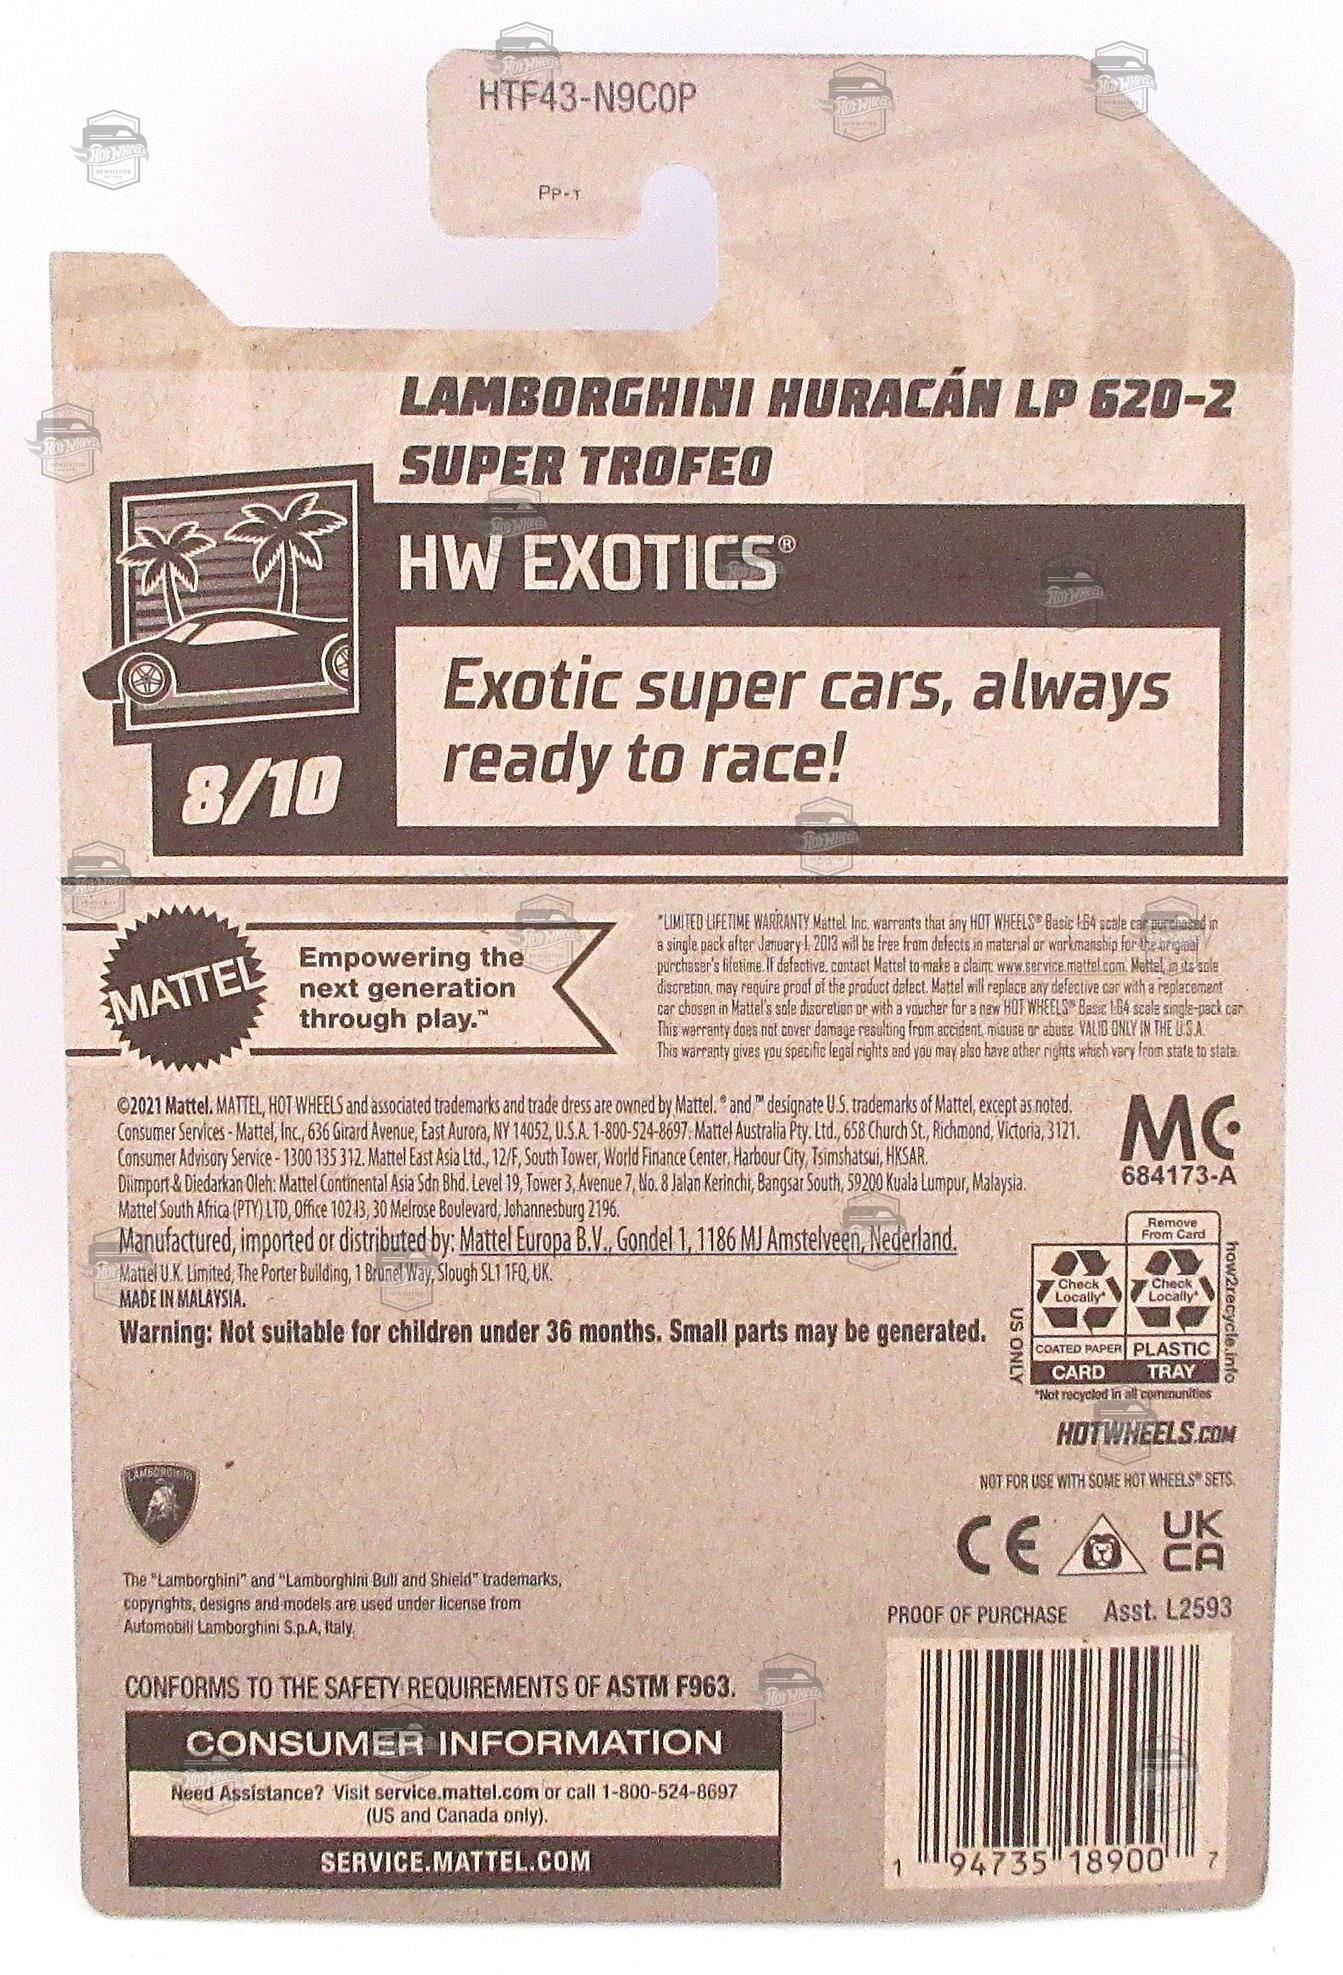 HTF43-N9C0P
PP-T
LAMBORGHINI HURACÁN LP 620-2
SUPER TROFEO
HW EXOTICS®
Exotic super cars, always
ready to race!
8/10
MATTEL
Empowering the
next generation
through play.™
*LIMITED LIFETIME WARRANTY Mattel, Inc. warrants that any HOT WHEELS® Basic 1:64 scale car purchased in
a single pack after January 1, 2013 will be free from defects in material or workmanship for the original
purchaser's lifetime. If defective, contact Mattel to make a claim: www.service.mattel.com. Mattel, in its sole
discretion, may require proof of the product defect. Mattel will replace any defective car with a replacement
car chosen in Mattel's sole discretion or with a voucher for a new HOT WHEELS® Basic 1:64 scale single-pack car.
This warranty does not cover damage resulting from accident, misuse or abuse. VALID ONLY IN THE U.S.A.
This warranty gives you specific legal rights and you may also have other rights which vary from state to state.
©2021 Mattel. MATTEL, HOT WHEELS and associated trademarks and trade dress are owned by Mattel. ® and ™ designate U.S. trademarks of Mattel, except as noted.
Consumer Services - Mattel, Inc., 636 Girard Avenue, East Aurora, NY 14052, U.S.A. 1-800-524-8697. Mattel Australia Pty. Ltd., 658 Church St., Richmond, Victoria, 3121.
Consumer Advisory Service - 1300 135 312. Mattel East Asia Ltd., 12/F, South Tower, World Finance Center, Harbour City, Tsimshatsui, HKSAR.
Diimport & Diedarkan Oleh: Mattel Continental Asia Sdn Bhd. Level 19, Tower 3, Avenue 7, No. 8 Jalan Kerinchi, Bangsar South, 59200 Kuala Lumpur, Malaysia.
Mattel South Africa (PTY) LTD, Office 102 I3, 30 Melrose Boulevard, Johannesburg 2196.
Manufactured, imported or distributed by: Mattel Europa B.V., Gondel 1, 1186 MJ Amstelveen, Nederland.
Mattel U.K. Limited, The Porter Building, 1 Brunel Way, Slough SL1 1FQ, UK.
MADE IN MALAYSIA.
Warning: Not suitable for children under 36 months. Small parts may be generated.
MC
684173-A
Remove
From Card
Check
Locally*
Check
Locally*
COATED PAPER
PLASTIC
CARD
TRAY
US ONLY
how2recycle.info
*Not recycled in all communities
HOTWHEELS.COM
NOT FOR USE WITH SOME HOT WHEELS® SETS.
CE
UK
CA
LAMBORGHINI
The "Lamborghini" and "Lamborghini Bull and Shield" trademarks,
copyrights, designs and models are used under license from
Automobili Lamborghini S.p.A, Italy.
PROOF OF PURCHASE
Asst. L2593
CONFORMS TO THE SAFETY REQUIREMENTS OF ASTM F963.
CONSUMER INFORMATION
Need Assistance? Visit service.mattel.com or call 1-800-524-8697
(US and Canada only).
SERVICE.MATTEL.COM
1 94735 18900 7